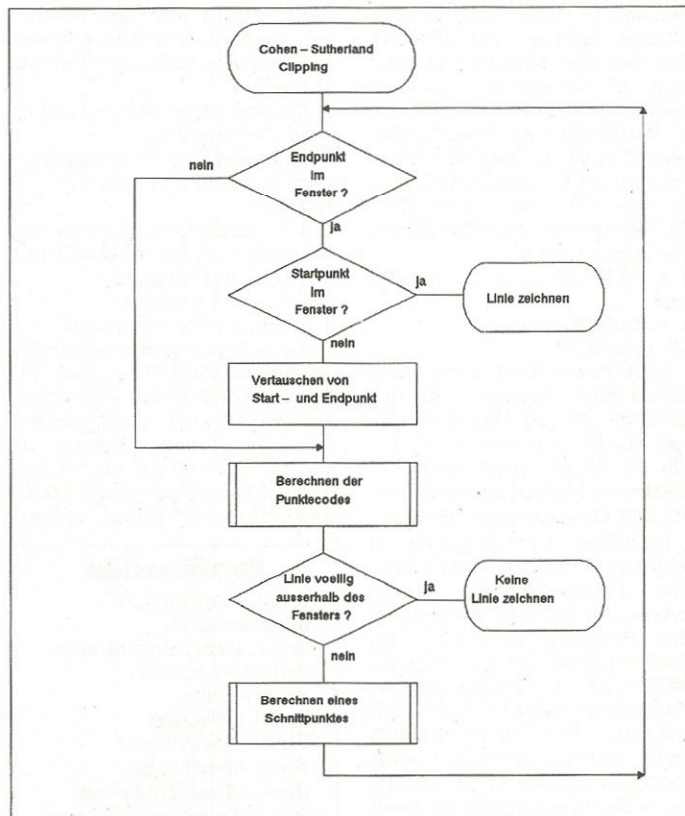 Cohen – Sutherland
Clipping
nein
Endpunkt
im
Fenster ?
ja
Startpunkt
im
Fenster ?
ja
Linie zeichnen
nein
Vertauschen von
Start – und Endpunkt
Berechnen der
Punktecodes
Linie voellig
ausserhalb des
Fensters ?
ja
Keine
Linie zeichnen
nein
Berechnen eines
Schnittpunktes